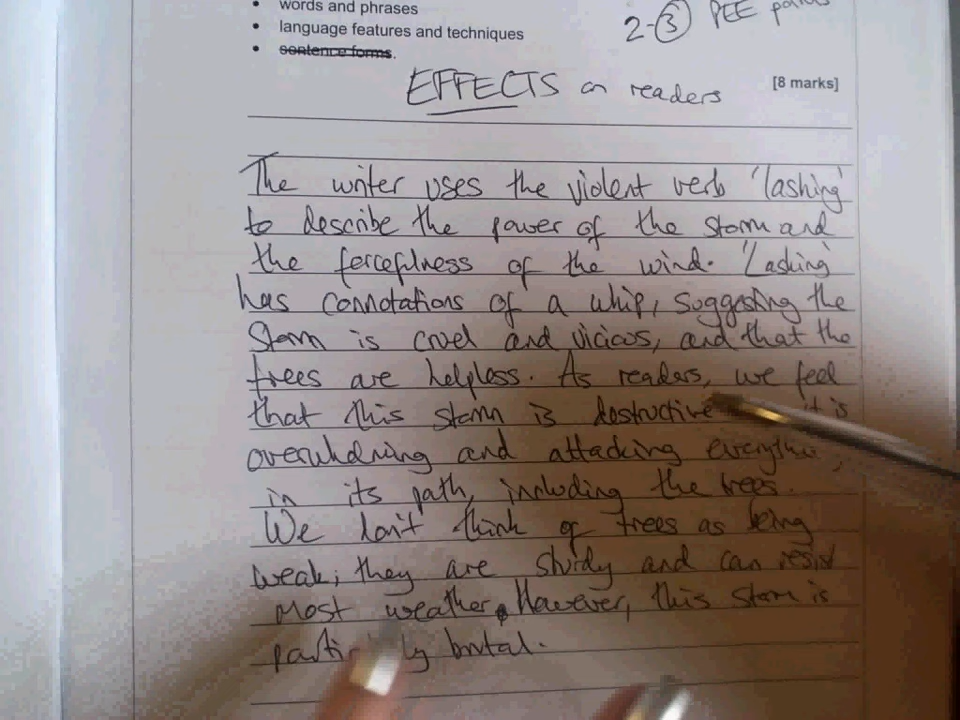 • words and phrases
• language features and techniques
• sentence forms.
2-3 PEE
EFFECTS on readers
[8 marks]
The writer uses the violent verb 'lashing'
to describe the power of the storm and
the forcefulness of the wind. 'Lashing'
has connotations of a whip, suggesting the
storm is cruel and vicious, and that the
trees are helpless. As readers, we feel
that this storm is destructive it is
overwhelming and attacking
in its path, including the trees.
We don't think of trees as being
weak; they are sturdy and can resist
most weather. However, this storm is
brutal.